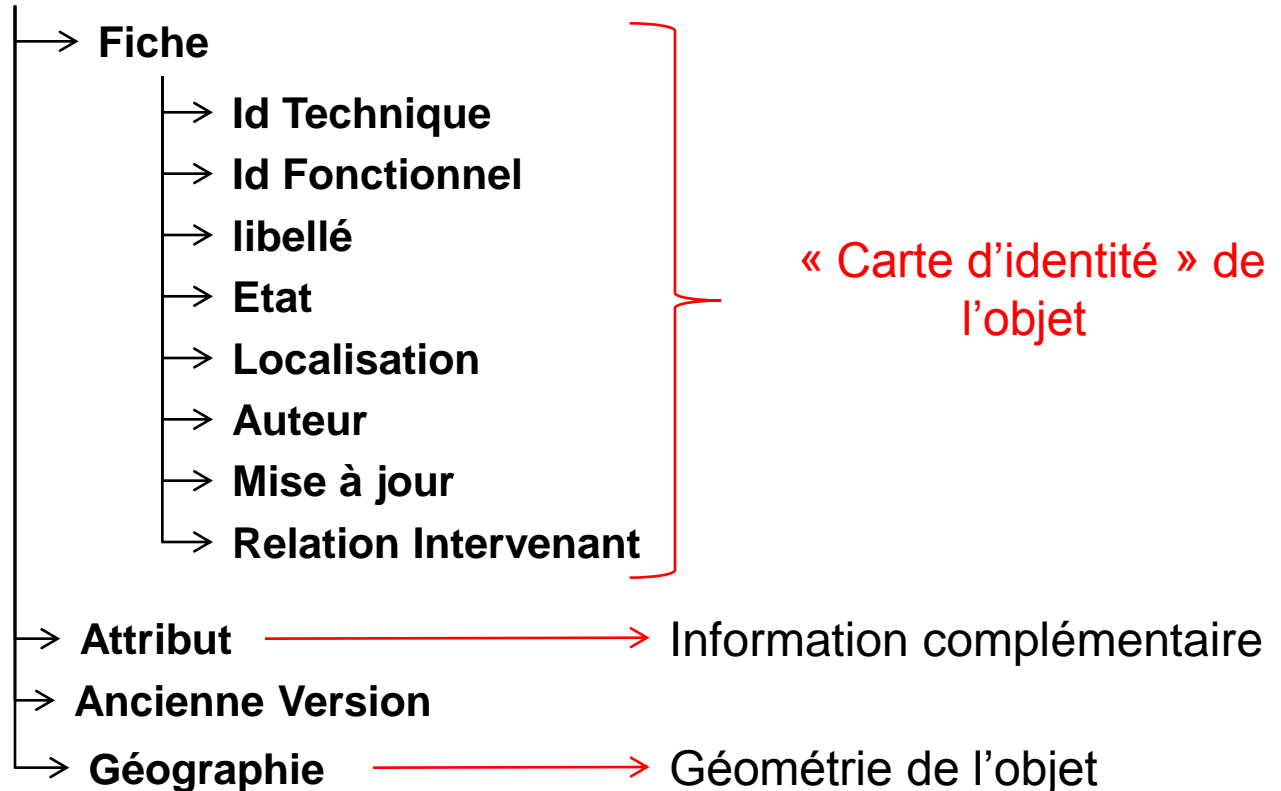 Fiche
Id Technique
Id Fonctionnel
libellé
Etat
Localisation
Auteur
Mise à jour
Relation Intervenant
« Carte d’identité » de
l’objet
Attribut
Information complémentaire
Ancienne Version
Géographie
Géométrie de l’objet